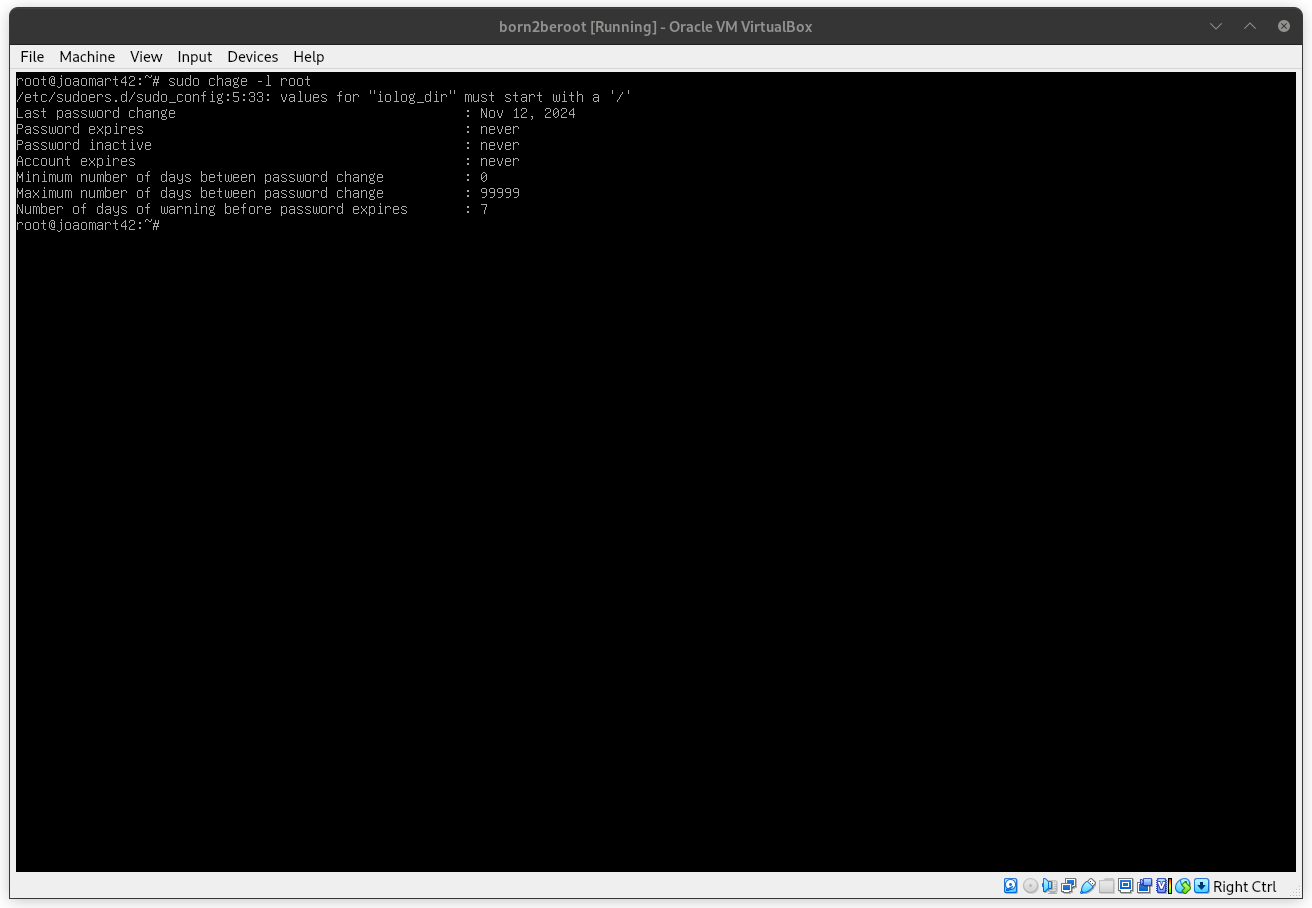 born2beroot [Running] - Oracle VM VirtualBox
File Machine View Input Devices Help
root@joaomart42:~# sudo chage -l root
/etc/sudoers.d/sudo_config:5:33: values for "iolog_dir" must start with a '/'
Last password change : Nov 12, 2024
Password expires : never
Password inactive : never
Account expires : never
Minimum number of days between password change : 0
Maximum number of days between password change : 99999
Number of days of warning before password expires : 7
root@joaomart42:~#
Right Ctrl